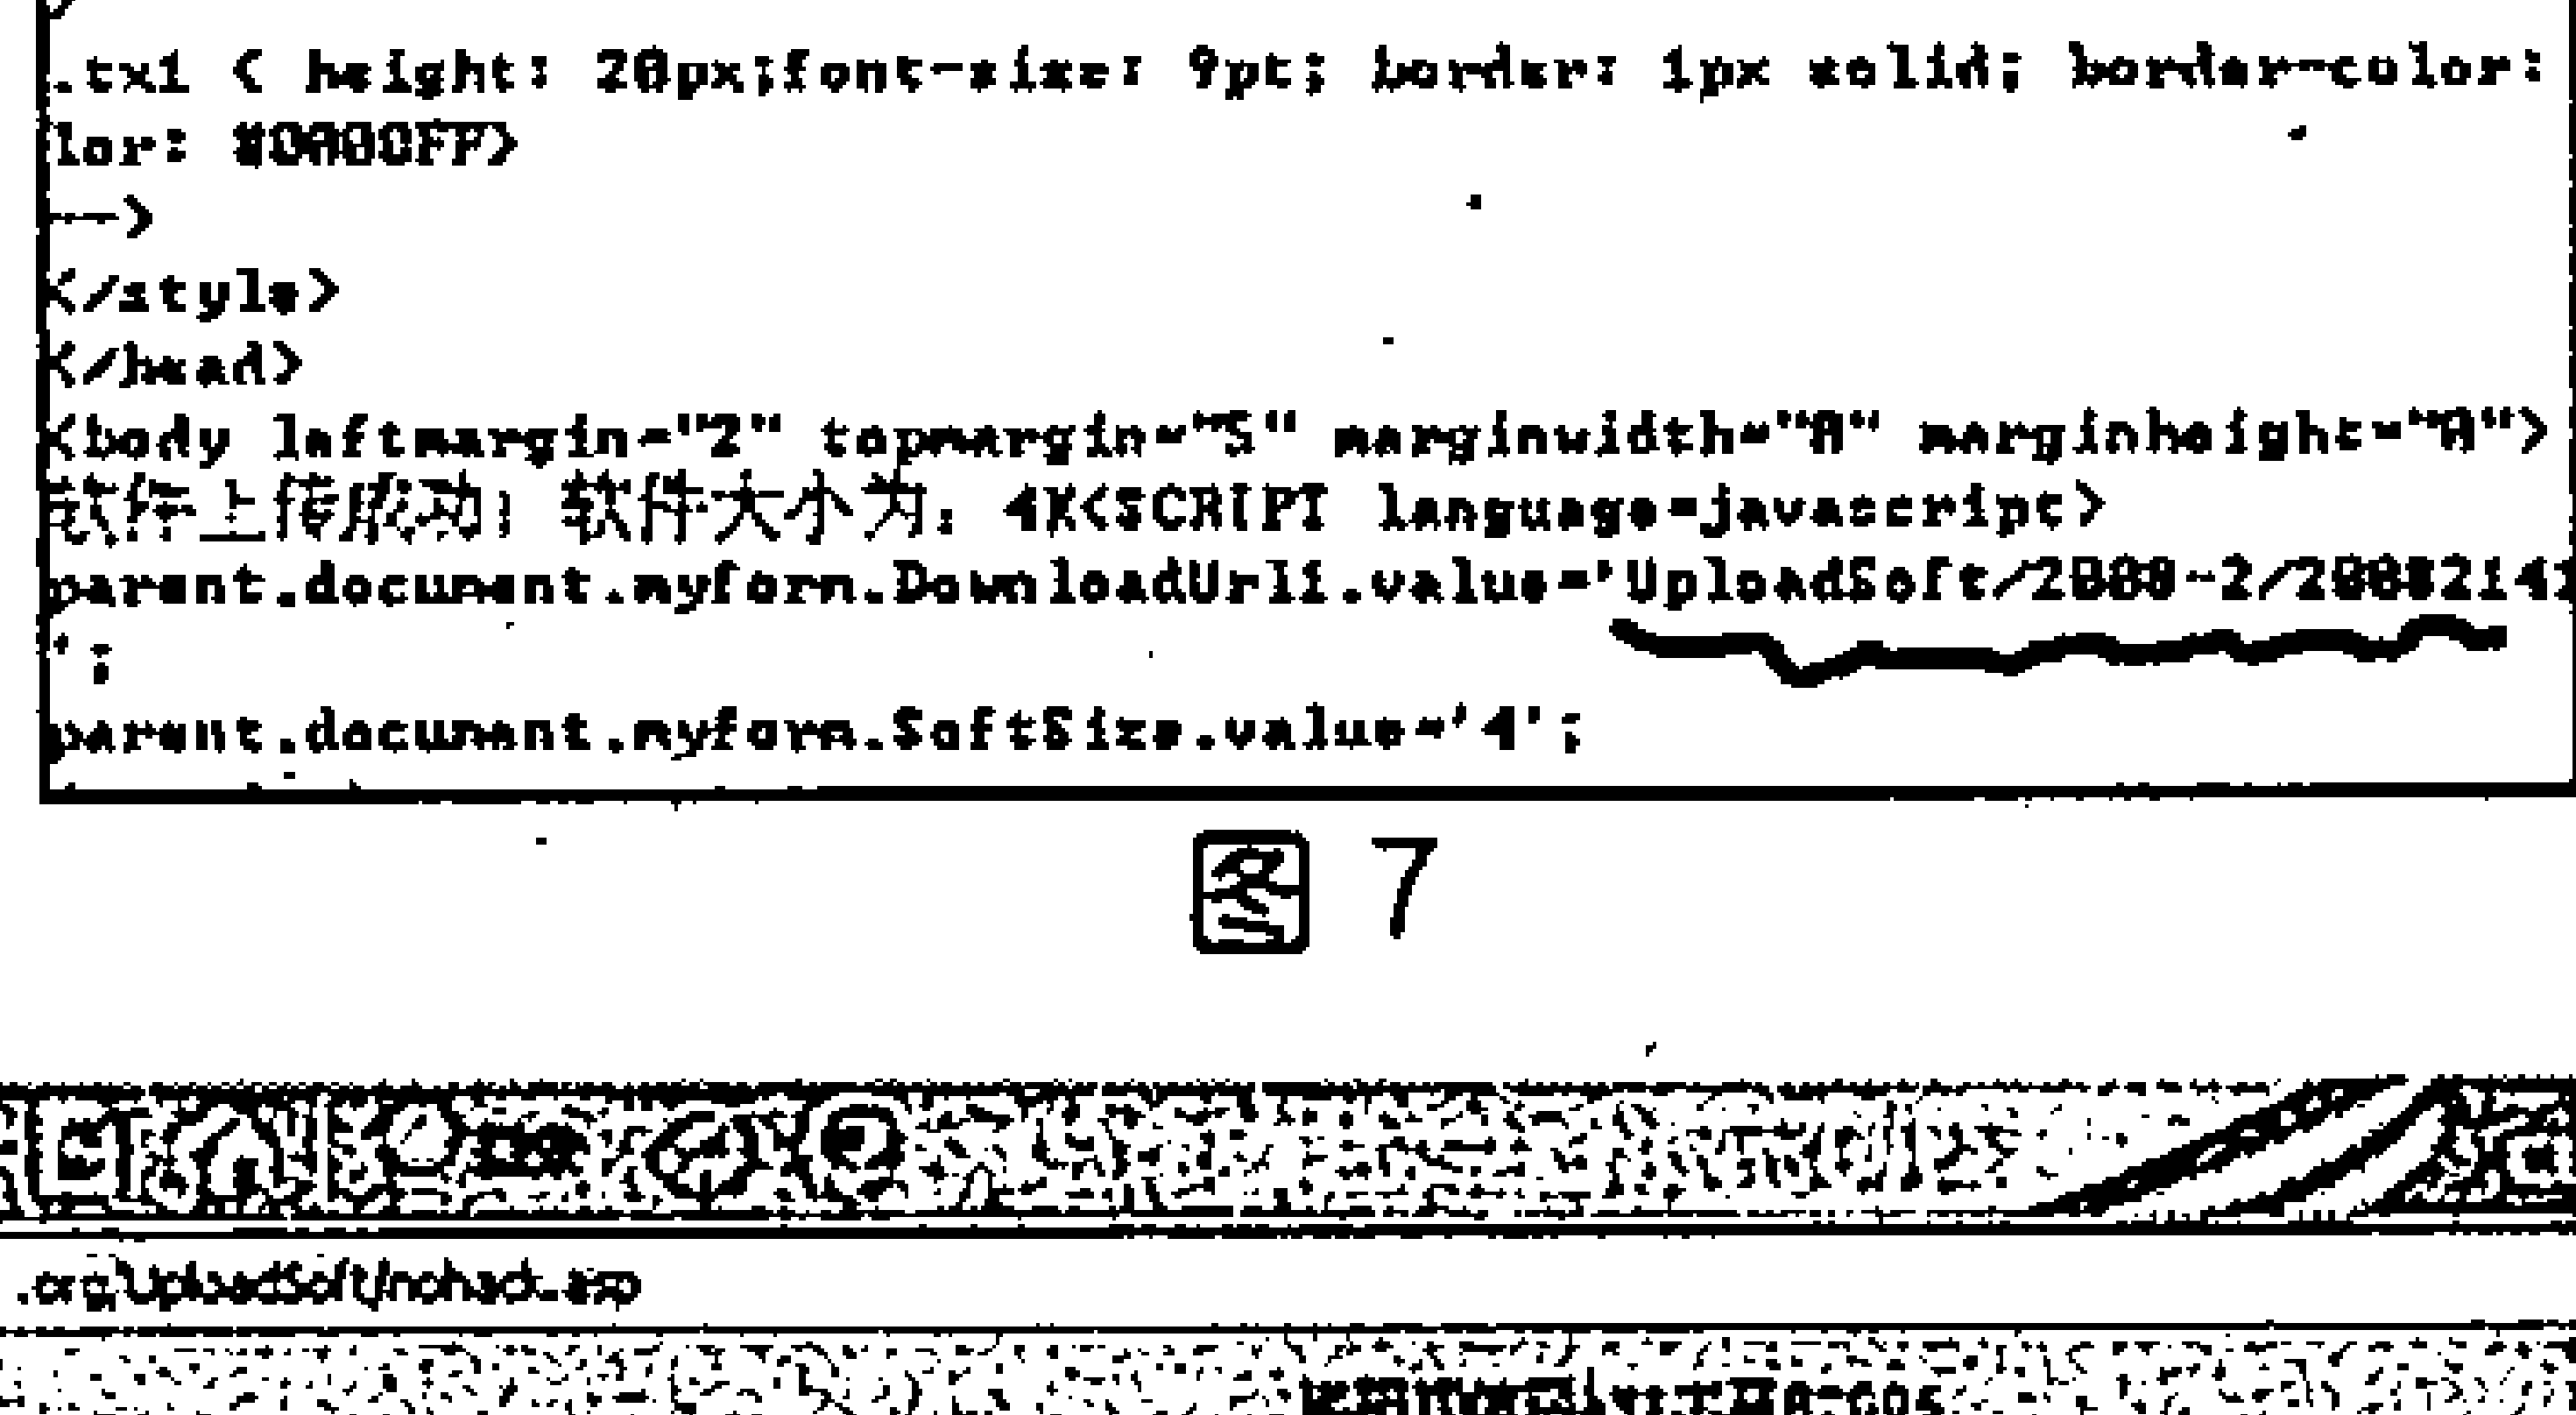 .tx1 { height: 20px;font-size: 9pt; border: 1px solid; border-color:
lor: #0000FF}
-->
</style>
</head>
<body leftmargin="2" topmargin="5" marginwidth="0" marginheight="0">
软件上传成功！软件大小为：4K<SCRIPT language=javascript>
parent.document.myform.DownloadUrl1.value='UploadSoft/2008-2/20082141
';
parent.document.myform.SoftSize.value='4';
图 7
.org/UploadSoft/nohack.asp